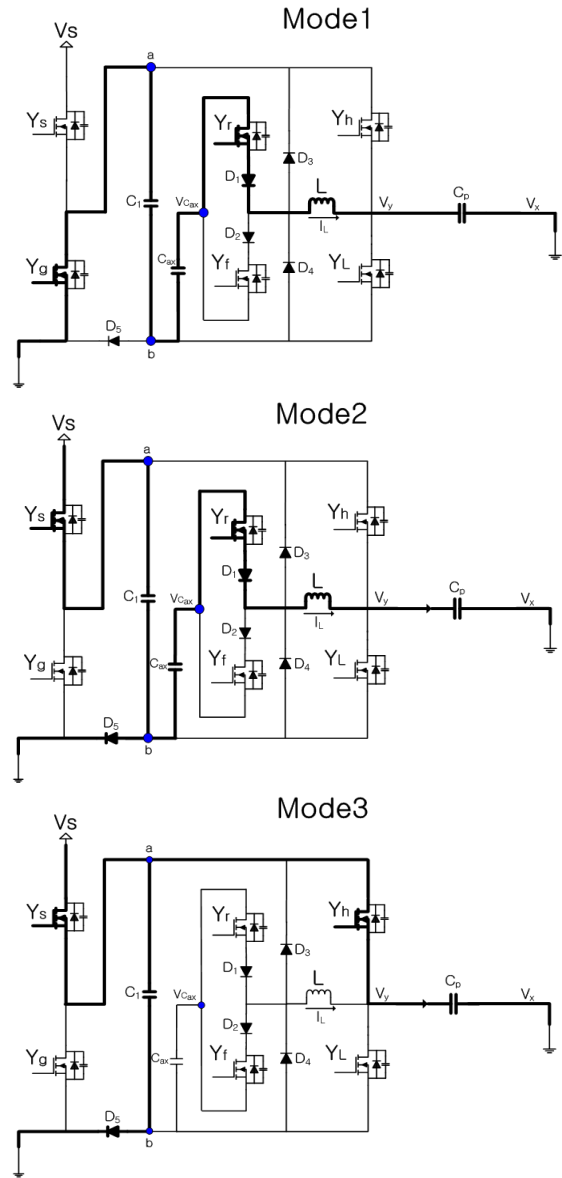 Mode1
Vs
a
Ys
Yr
Yh
D3
D1
L
C1
VCax
Vy
Cp
Vx
IL
D2
Cax
Yf
D4
YL
Yg
D5
b
Mode2
Vs
a
Ys
Yr
Yh
D3
D1
L
C1
VCax
Vy
Cp
Vx
IL
D2
Cax
Yf
D4
YL
Yg
D5
b
Mode3
Vs
a
Ys
Yr
Yh
D3
D1
L
C1
VCax
Vy
Cp
Vx
IL
D2
Cax
Yf
D4
YL
Yg
D5
b